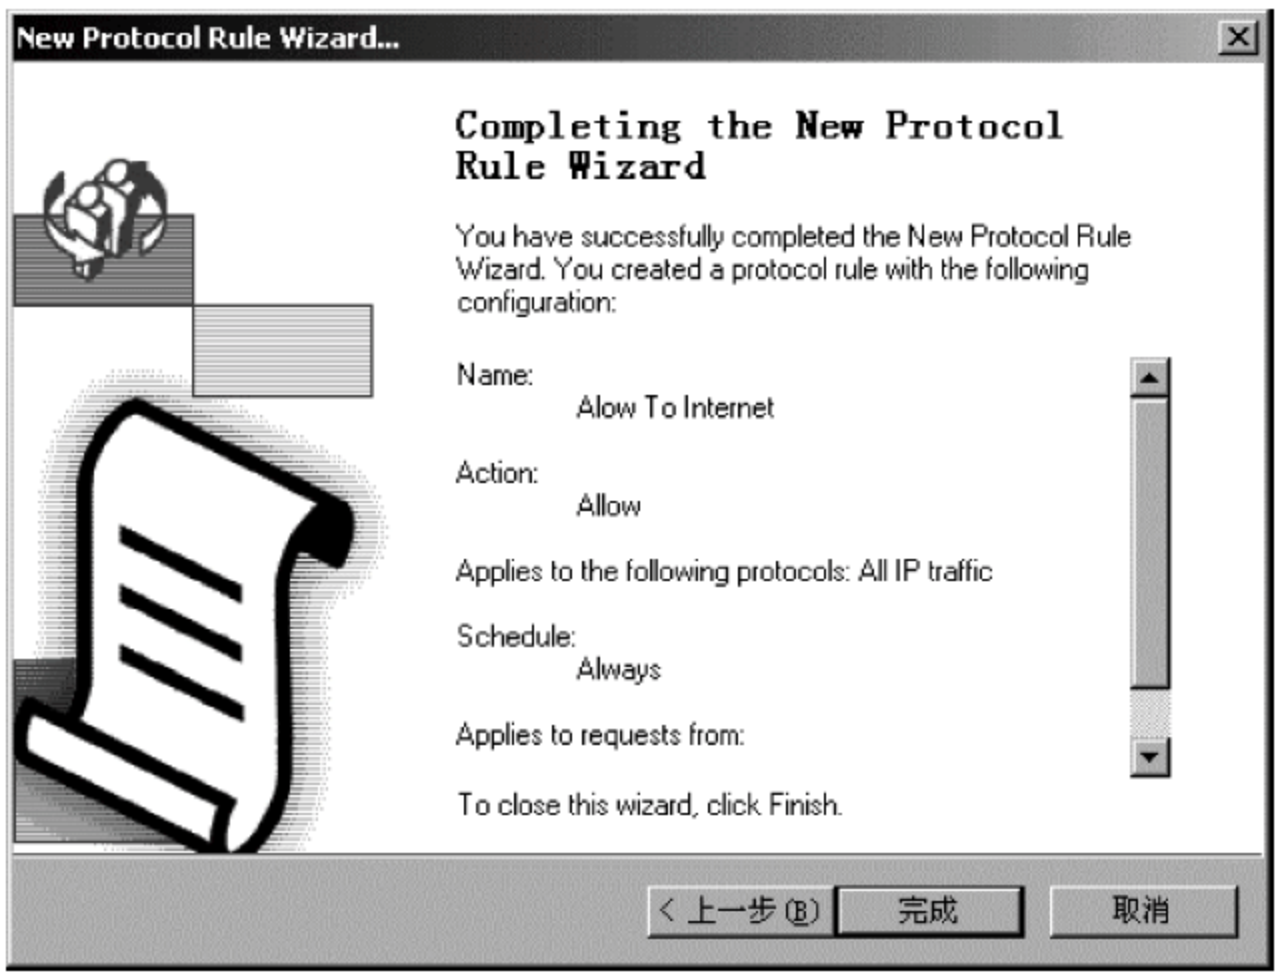 New Protocol Rule Wizard...
Completing the New Protocol
Rule Wizard
You have successfully completed the New Protocol Rule
Wizard. You created a protocol rule with the following
configuration:
Name:
Alow To Internet
Action:
Allow
Applies to the following protocols: All IP traffic
Schedule:
Always
Applies to requests from:
To close this wizard, click Finish.
< 上一步(B) 完成 取消